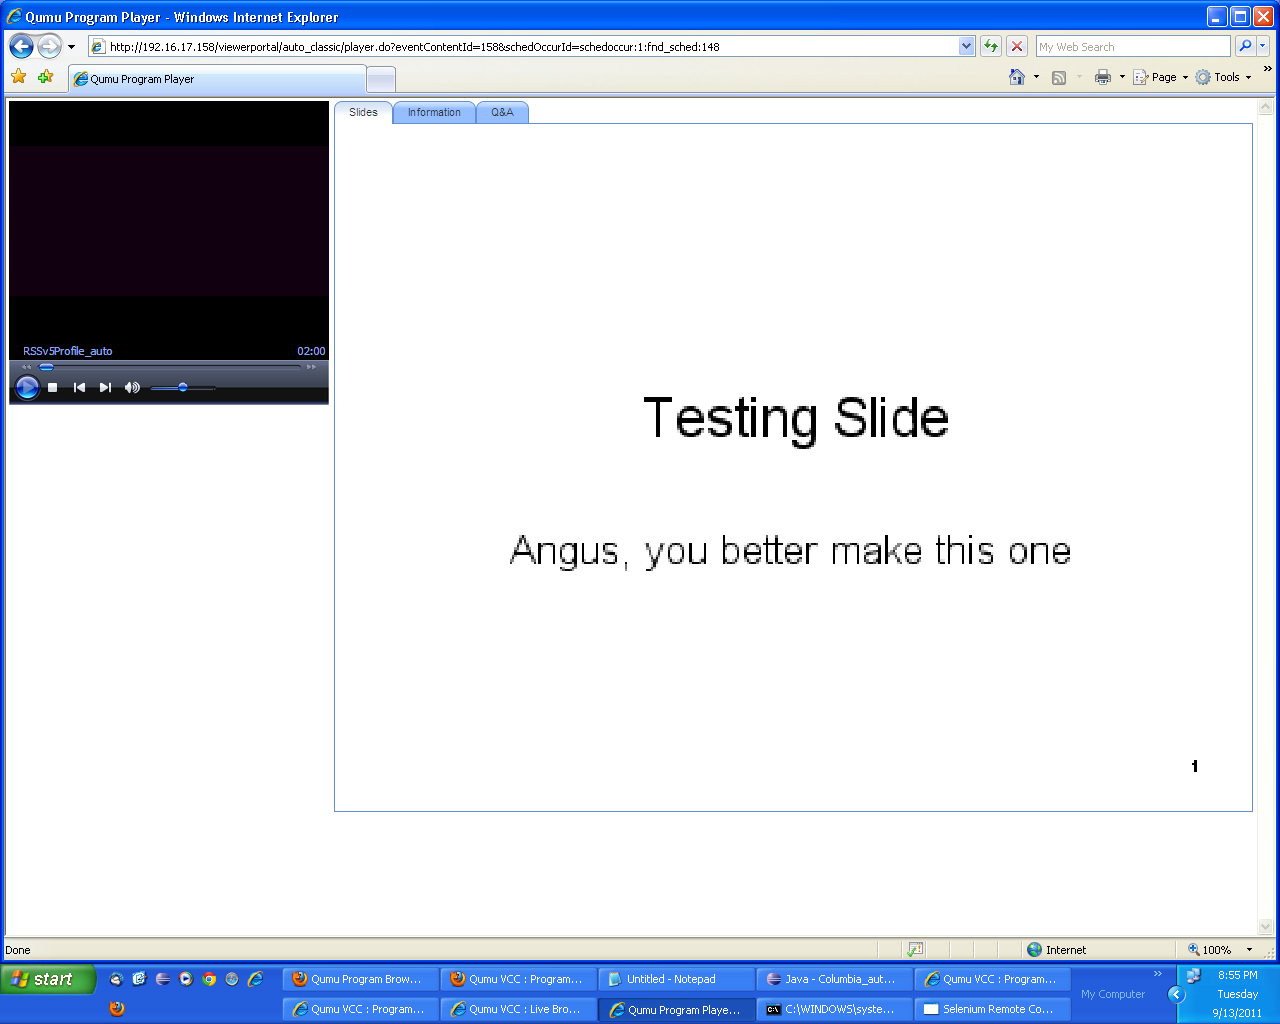 Qumu Program Player - Windows Internet Explorer
http://192.16.17.158/viewerportal/auto_classic/player.do?eventContentId=158&schedOccurId=schedoccur:1:fnd_sched:148
My Web Search
Qumu Program Player
Page
Tools
Slides
Information
Q&A
RSSv5Profile_auto
02:00
Testing Slide
Angus, you better make this one
1
Done
Internet
100%
start
Qumu Program Brow...
Qumu VCC : Program...
Untitled - Notepad
Java - Columbia_aut...
Qumu VCC : Program...
Qumu VCC : Program...
Qumu VCC : Live Bro...
Qumu Program Playe...
C:\WINDOWS\syste...
Selenium Remote Co...
My Computer
8:55 PM
Tuesday
9/13/2011